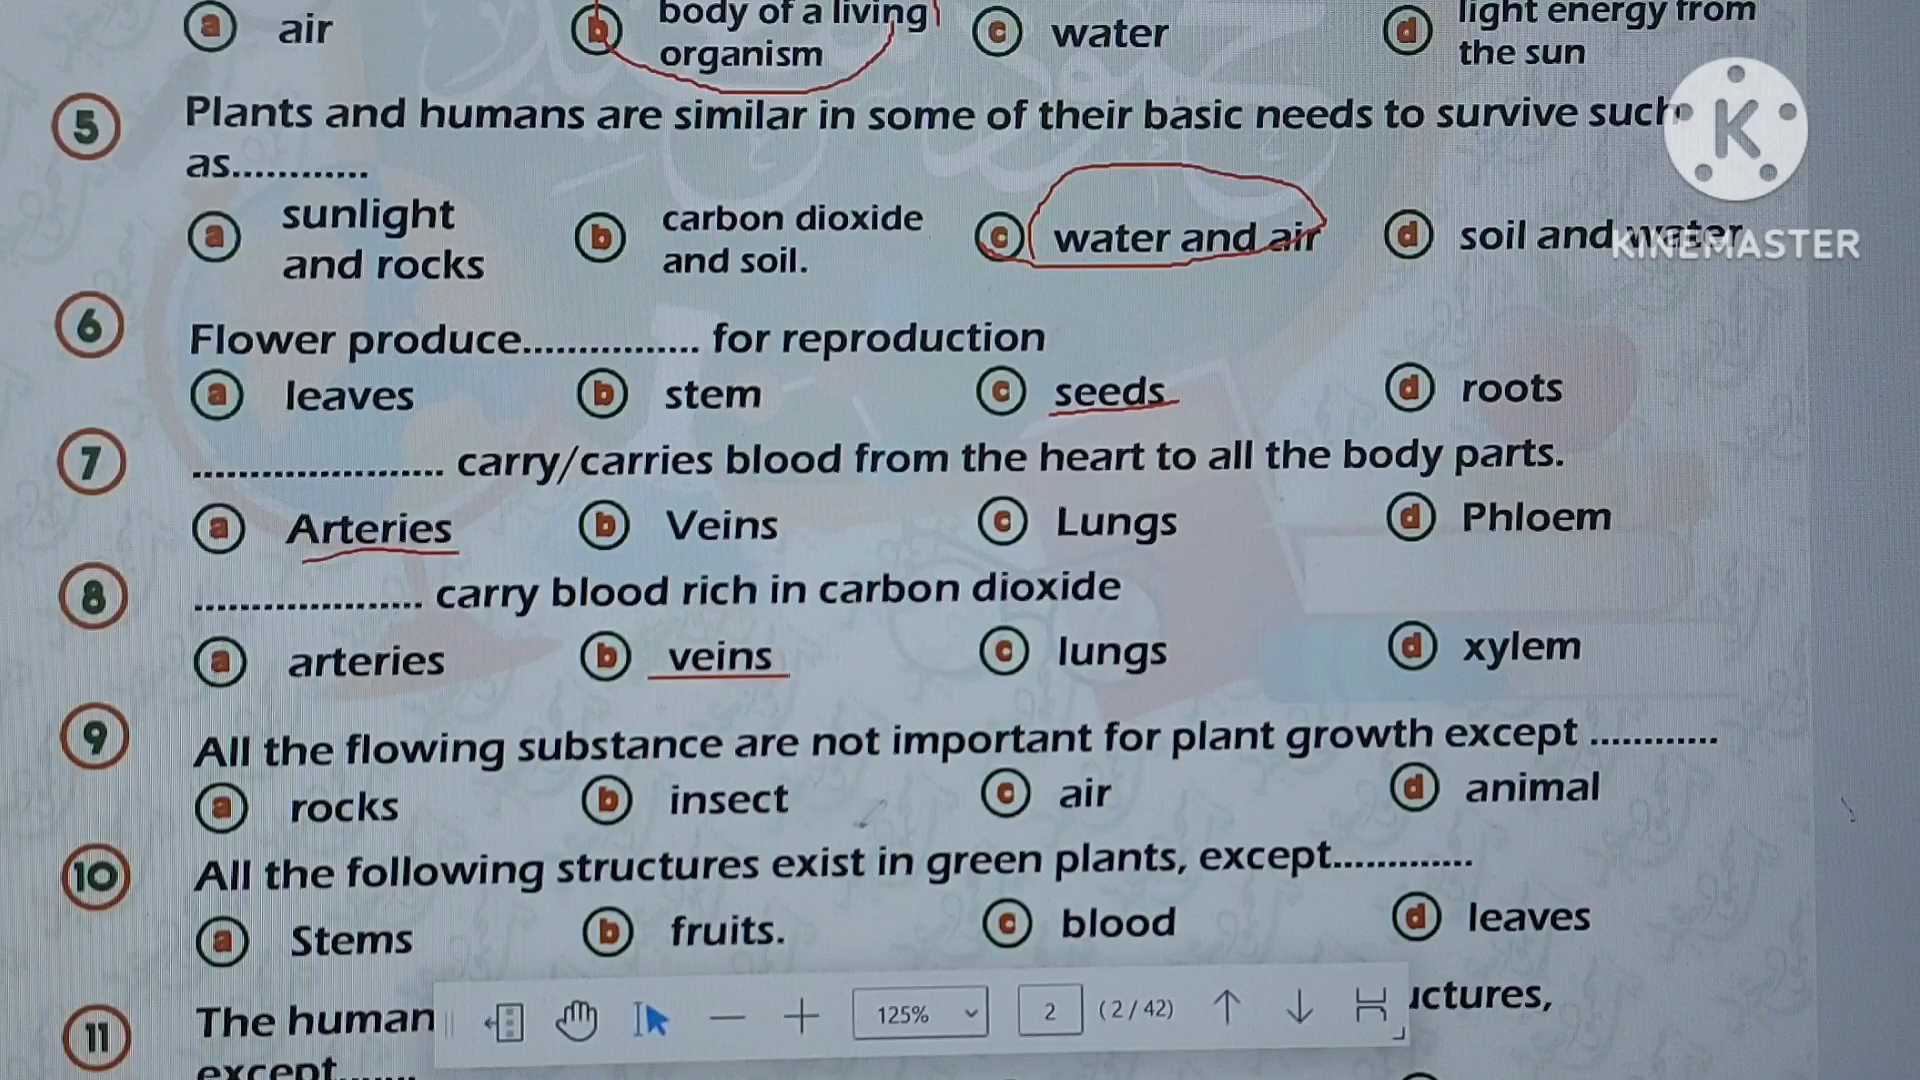 a air b body of a living organism c water d light energy from the sun
5 Plants and humans are similar in some of their basic needs to survive such
as............
a sunlight and rocks b carbon dioxide and soil. c water and air d soil and water
6 Flower produce................ for reproduction
a leaves b stem c seeds d roots
7 ...................... carry/carries blood from the heart to all the body parts.
a Arteries b Veins c Lungs d Phloem
8 .................... carry blood rich in carbon dioxide
a arteries b veins c lungs d xylem
9 All the flowing substance are not important for plant growth except ............
a rocks b insect c air d animal
10 All the following structures exist in green plants, except.............
a Stems b fruits. c blood d leaves
11 The human uctures,
except.......
125% 2 (2/42)
K
KINEMASTER